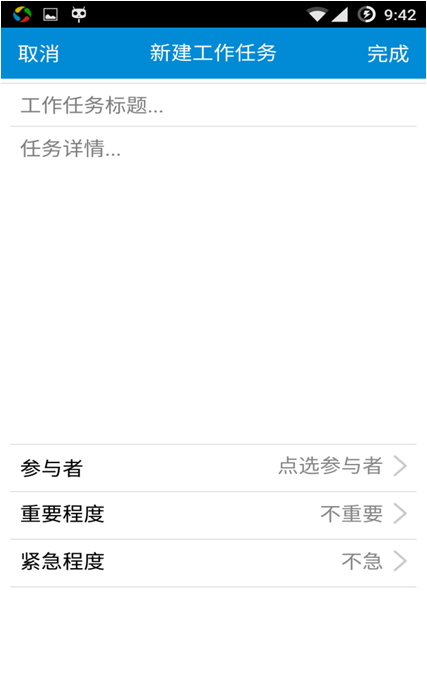 9:42
取消 新建工作任务 完成
工作任务标题...
任务详情...
参与者 点选参与者
重要程度 不重要
紧急程度 不急